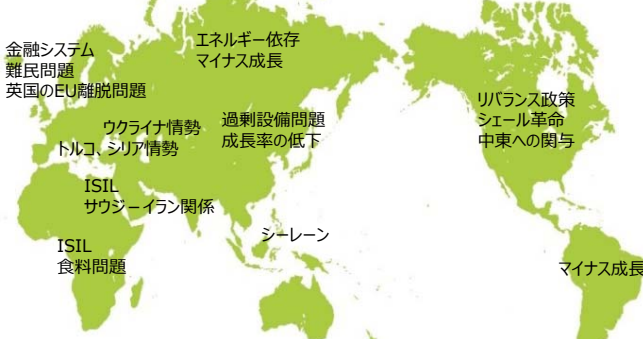 金融システム
難民問題
英国のEU離脱問題
エネルギー依存
マイナス成長
ウクライナ情勢
トルコ、シリア情勢
過剰設備問題
成長率の低下
リバランス政策
シェール革命
中東への関与
ISIL
サウジーイラン関係
ISIL
食料問題
シーレーン
マイナス成長